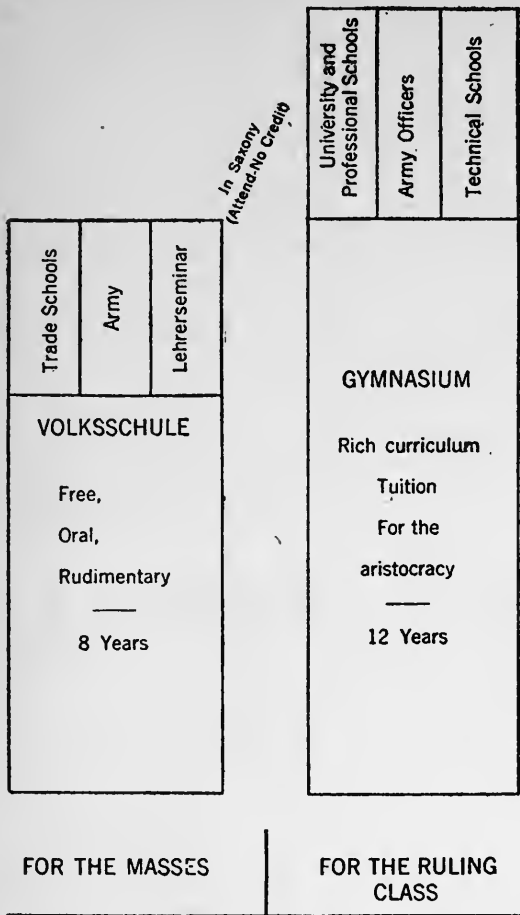 In Saxony
(Attend-No Credit)
Trade Schools
Army
Lehrerseminar
VOLKSSCHULE
Free,
Oral,
Rudimentary
8 Years
FOR THE MASSES
University and
Professional Schools
Army Officers
Technical Schools
GYMNASIUM
Rich curriculum
Tuition
For the
aristocracy
12 Years
FOR THE RULING
CLASS